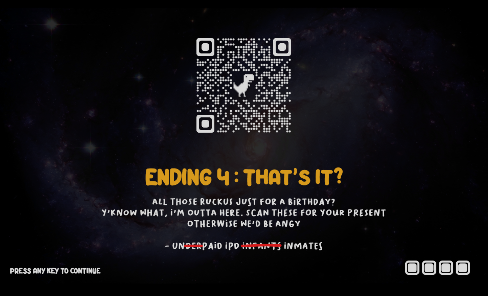 ENDING 4 : THAT'S IT?
ALL THOSE RUCKUS JUST FOR A BIRTHDAY?
Y'KNOW WHAT, I'M OUTTA HERE. SCAN THESE FOR YOUR PRESENT
OTHERWISE WE'D BE ANGY
- UNDERPAID IPD INFANTS INMATES
PRESS ANY KEY TO CONTINUE